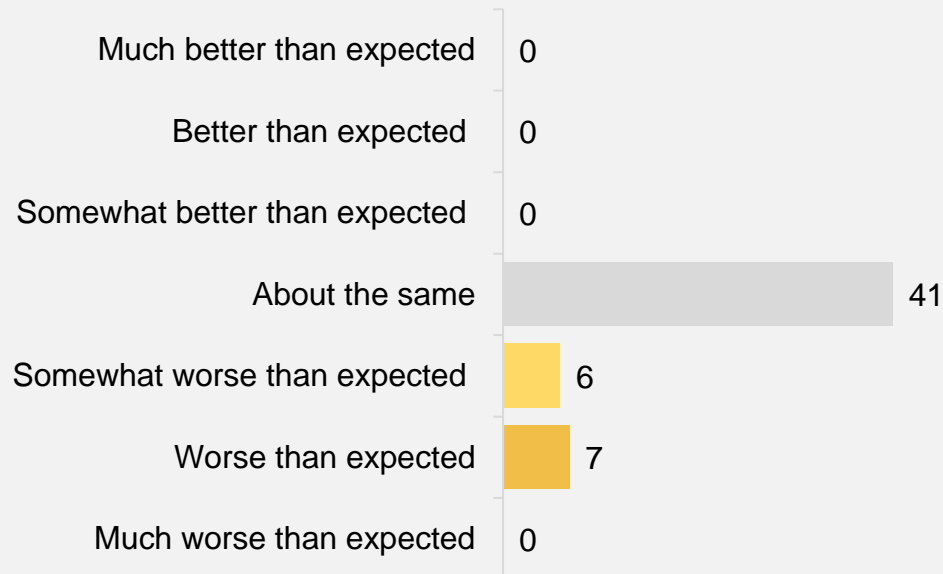 Much better than expected 0
Better than expected 0
Somewhat better than expected 0
About the same 41
Somewhat worse than expected 6
Worse than expected 7
Much worse than expected 0